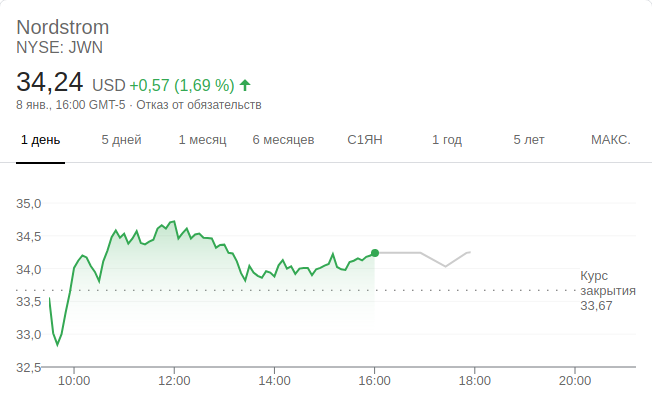 Nordstrom
NYSE: JWN
34,24 USD +0,57 (1,69 %)
8 янв., 16:00 GMT-5 · Отказ от обязательств
1 день 5 дней 1 месяц 6 месяцев С1ЯН 1 год 5 лет МАКС.
35,0
34,5
34,0
33,5
33,0
32,5
Курс
закрытия
33,67
10:00 12:00 14:00 16:00 18:00 20:00